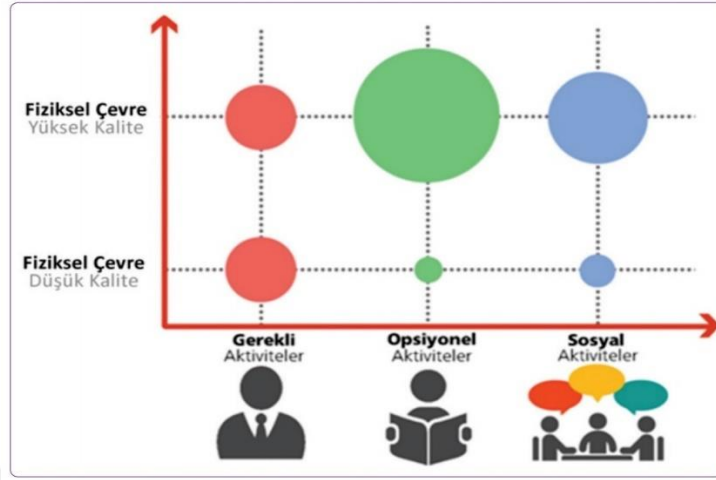 Fiziksel Çevre
Yüksek Kalite
Fiziksel Çevre
Düşük Kalite
Gerekli
Aktiviteler
Opsiyonel
Aktiviteler
Sosyal
Aktiviteler